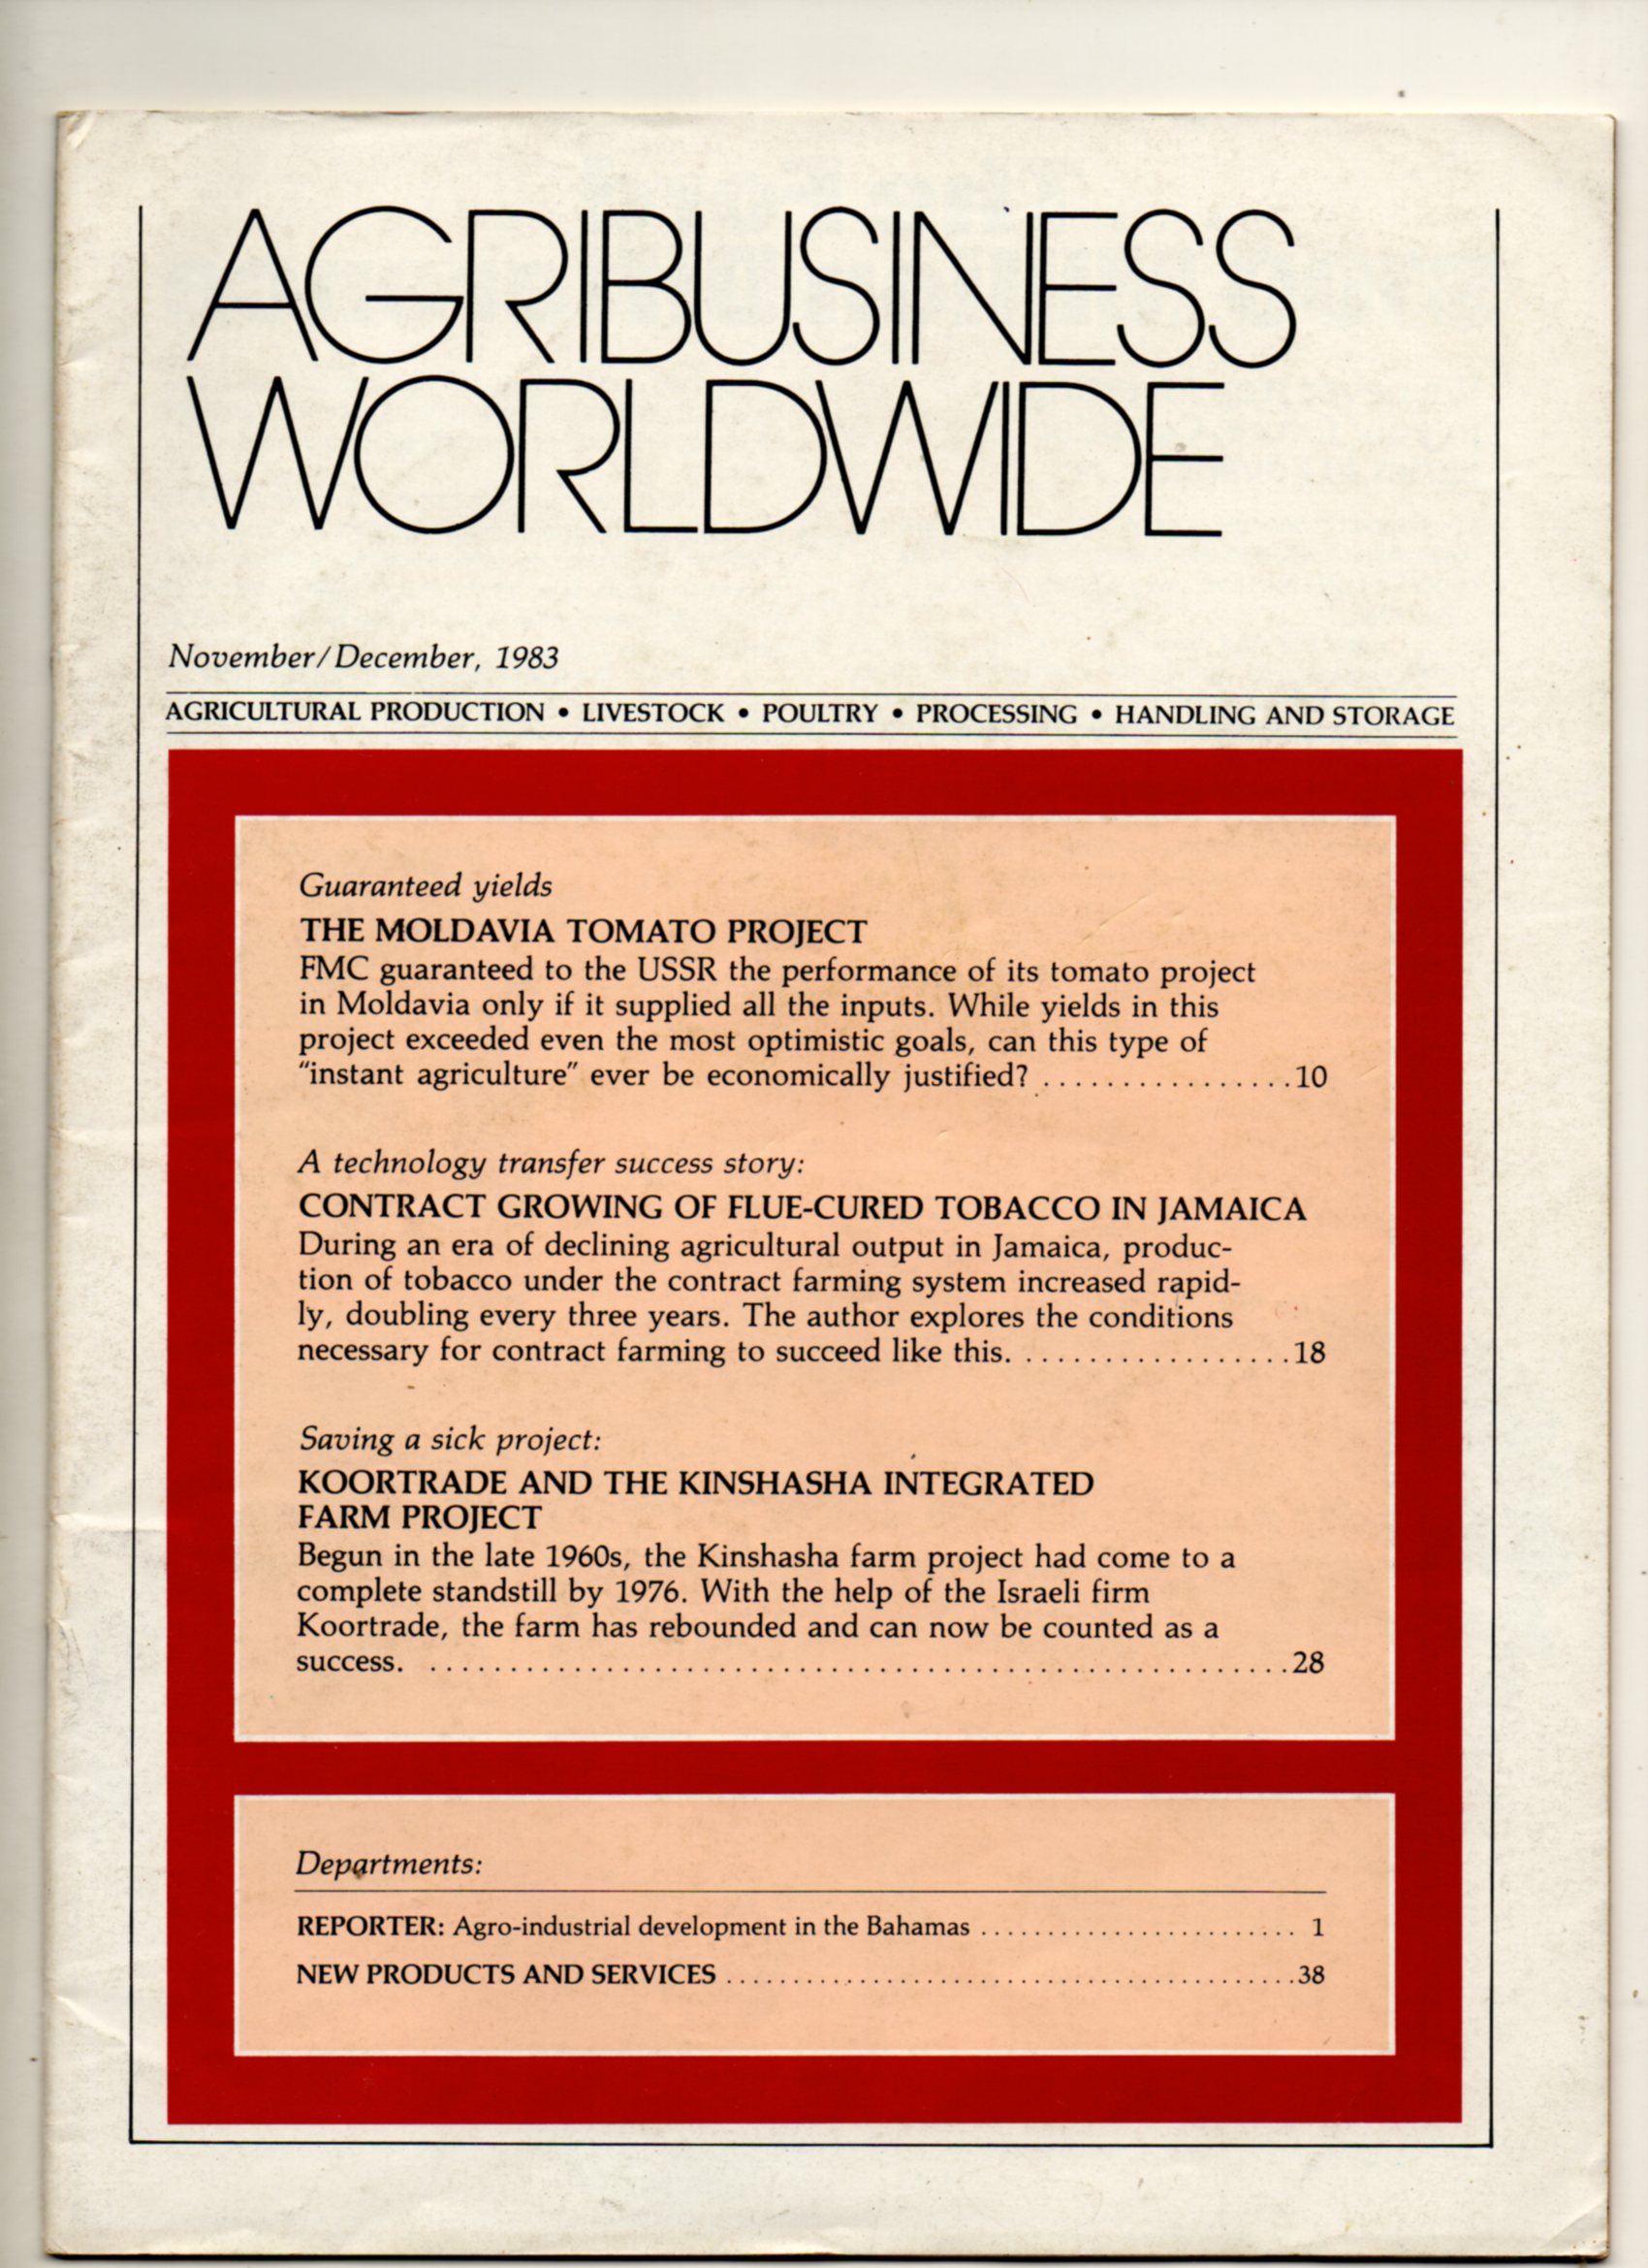 AGRIBUSINESS
WORLDWIDE
November/December, 1983
AGRICULTURAL PRODUCTION • LIVESTOCK • POULTRY • PROCESSING • HANDLING AND STORAGE
Guaranteed yields
THE MOLDAVIA TOMATO PROJECT
FMC guaranteed to the USSR the performance of its tomato project
in Moldavia only if it supplied all the inputs. While yields in this
project exceeded even the most optimistic goals, can this type of
"instant agriculture" ever be economically justified? ................10
A technology transfer success story:
CONTRACT GROWING OF FLUE-CURED TOBACCO IN JAMAICA
During an era of declining agricultural output in Jamaica, produc-
tion of tobacco under the contract farming system increased rapid-
ly, doubling every three years. The author explores the conditions
necessary for contract farming to succeed like this. .................18
Saving a sick project:
KOORTRADE AND THE KINSHASHA INTEGRATED
FARM PROJECT
Begun in the late 1960s, the Kinshasha farm project had come to a
complete standstill by 1976. With the help of the Israeli firm
Koortrade, the farm has rebounded and can now be counted as a
success. .......................................................28
Departments:
REPORTER: Agro-industrial development in the Bahamas ........................ 1
NEW PRODUCTS AND SERVICES ...........................................38